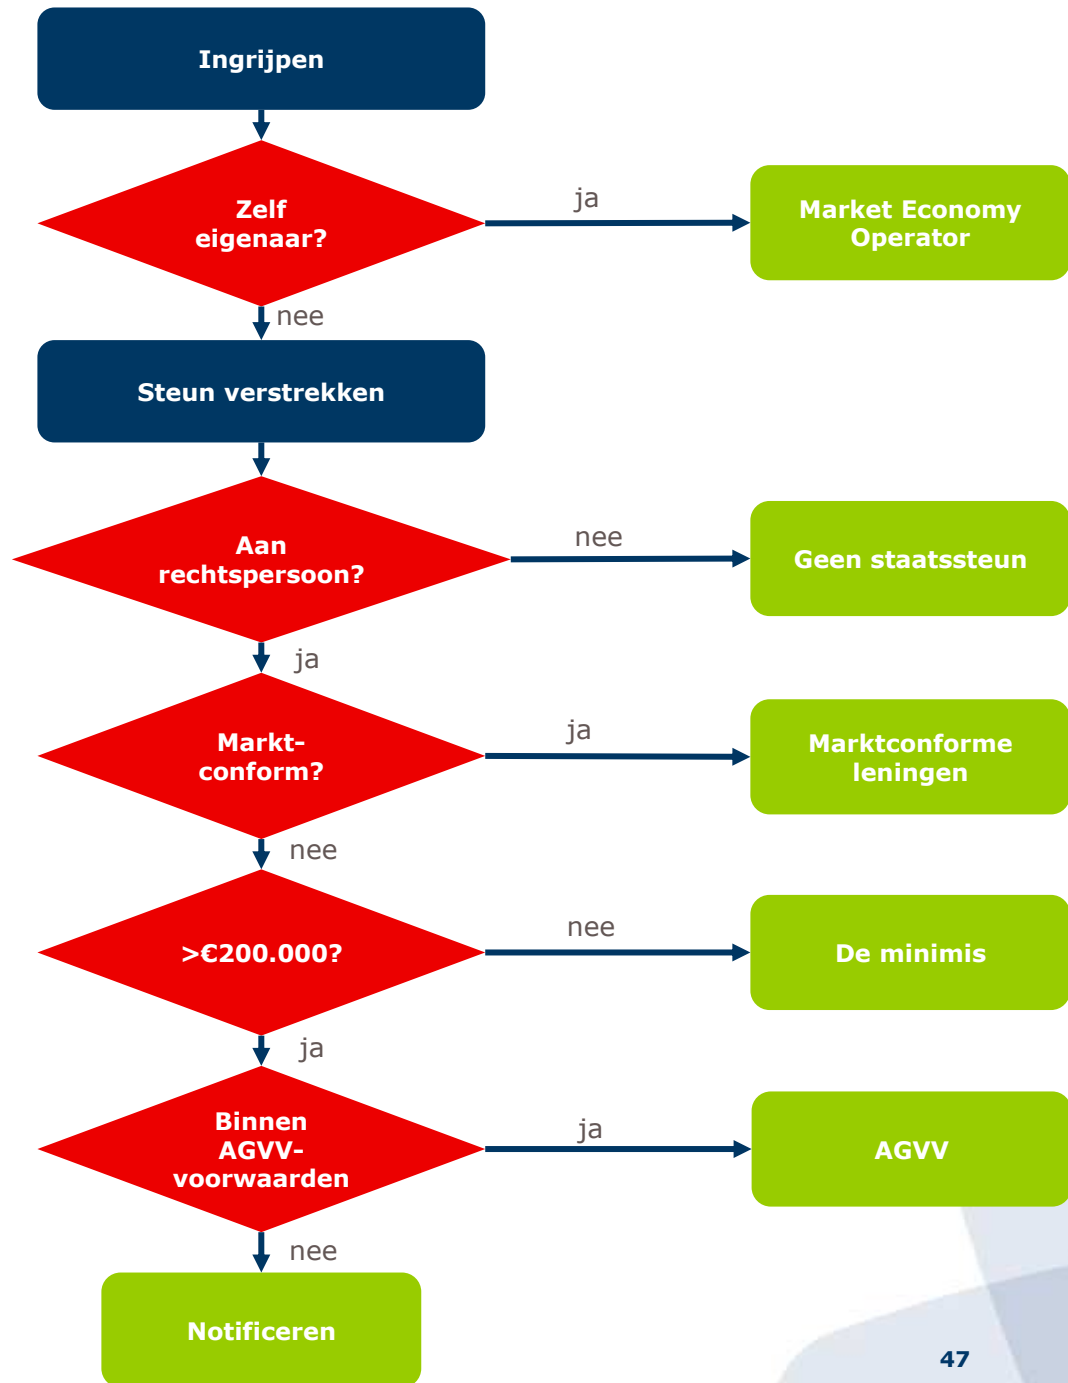 Ingrijpen
Zelf
eigenaar?
ja
Market Economy
Operator
nee
Steun verstrekken
Aan
rechtspersoon?
nee
Geen staatssteun
ja
Markt-
conform?
ja
Marktconforme
leningen
nee
>€200.000?
nee
De minimis
ja
Binnen
AGVV-
voorwaarden
ja
AGVV
nee
Notificeren
47